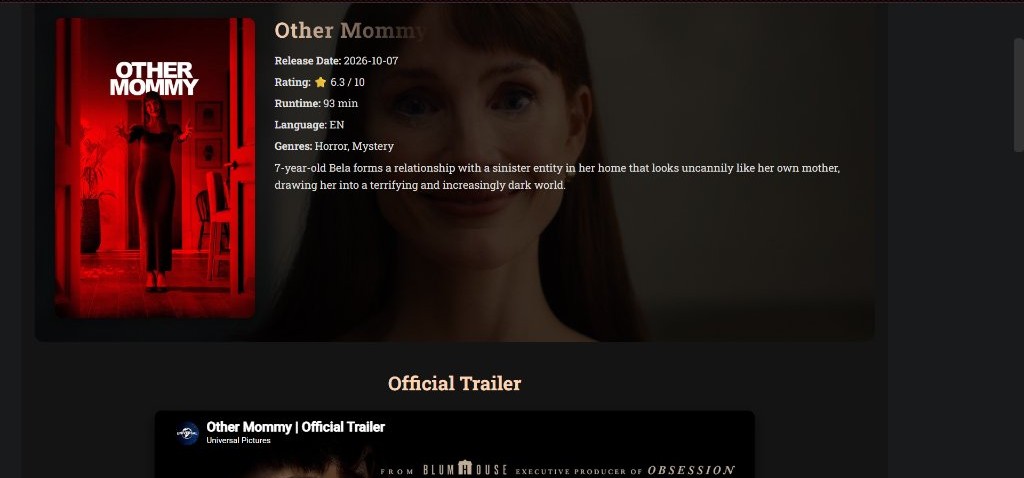 OTHER
MOMMY
Other Mommy
Release Date: 2026-10-07
Rating: ⭐ 6.3 / 10
Runtime: 93 min
Language: EN
Genres: Horror, Mystery
7-year-old Bela forms a relationship with a sinister entity in her home that looks uncannily like her own mother,
drawing her into a terrifying and increasingly dark world.
Official Trailer
UNIVERSAL
Other Mommy | Official Trailer
Universal Pictures
FROM BLUMHOUSE EXECUTIVE PRODUCER OF OBSESSION